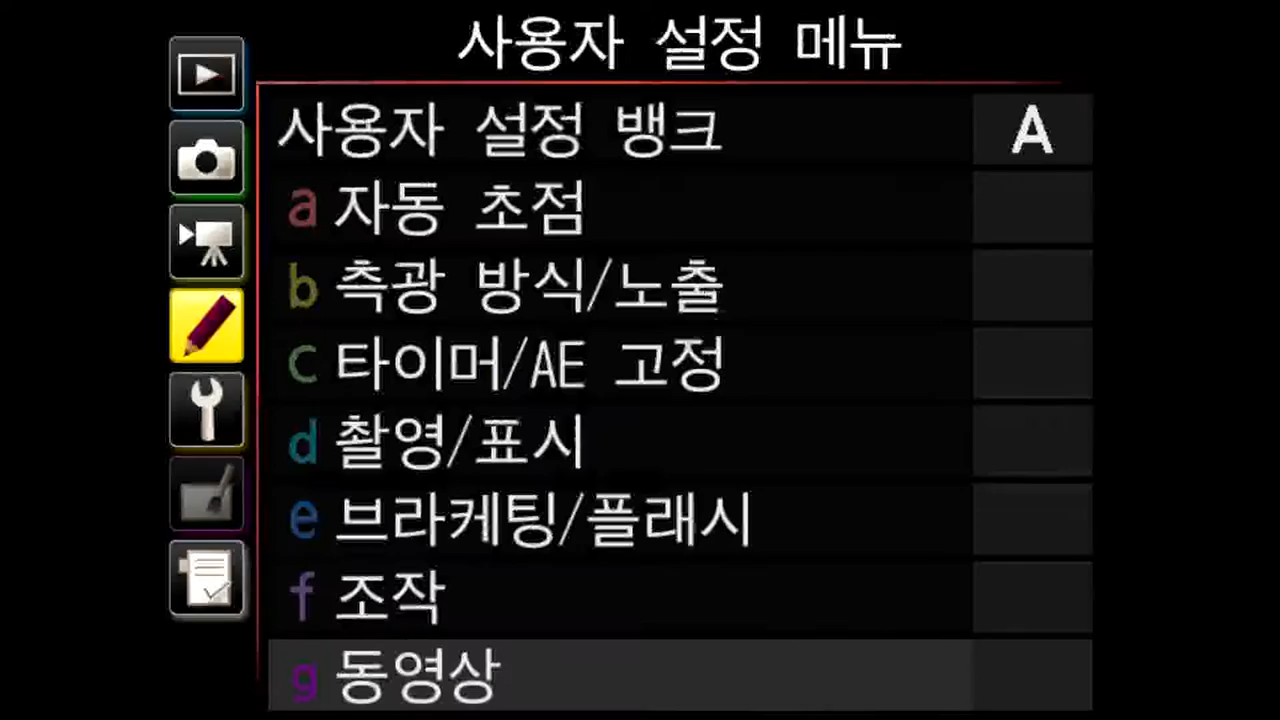 사용자 설정 메뉴
사용자 설정 뱅크 A
a 자동 초점
b 측광 방식/노출
c 타이머/AE 고정
d 촬영/표시
e 브라케팅/플래시
f 조작
g 동영상